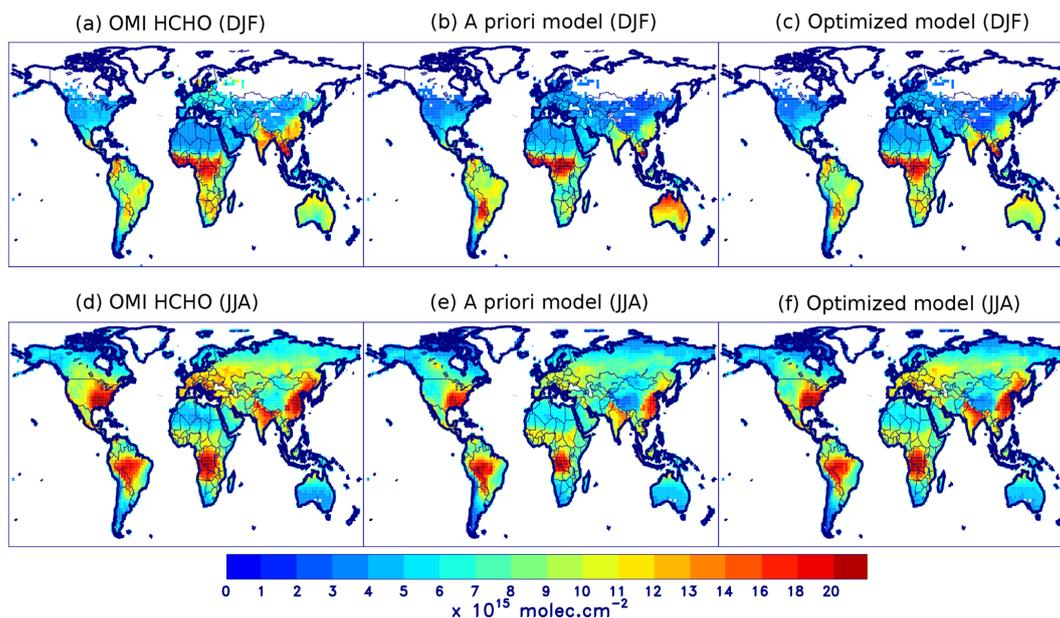 (a) OMI HCHO (DJF) (b) A priori model (DJF) (c) Optimized model (DJF)
(d) OMI HCHO (JJA) (e) A priori model (JJA) (f) Optimized model (JJA)
0 1 2 3 4 5 6 7 8 9 10 11 12 13 14 16 18 20
x 10¹⁵ molec.cm⁻²